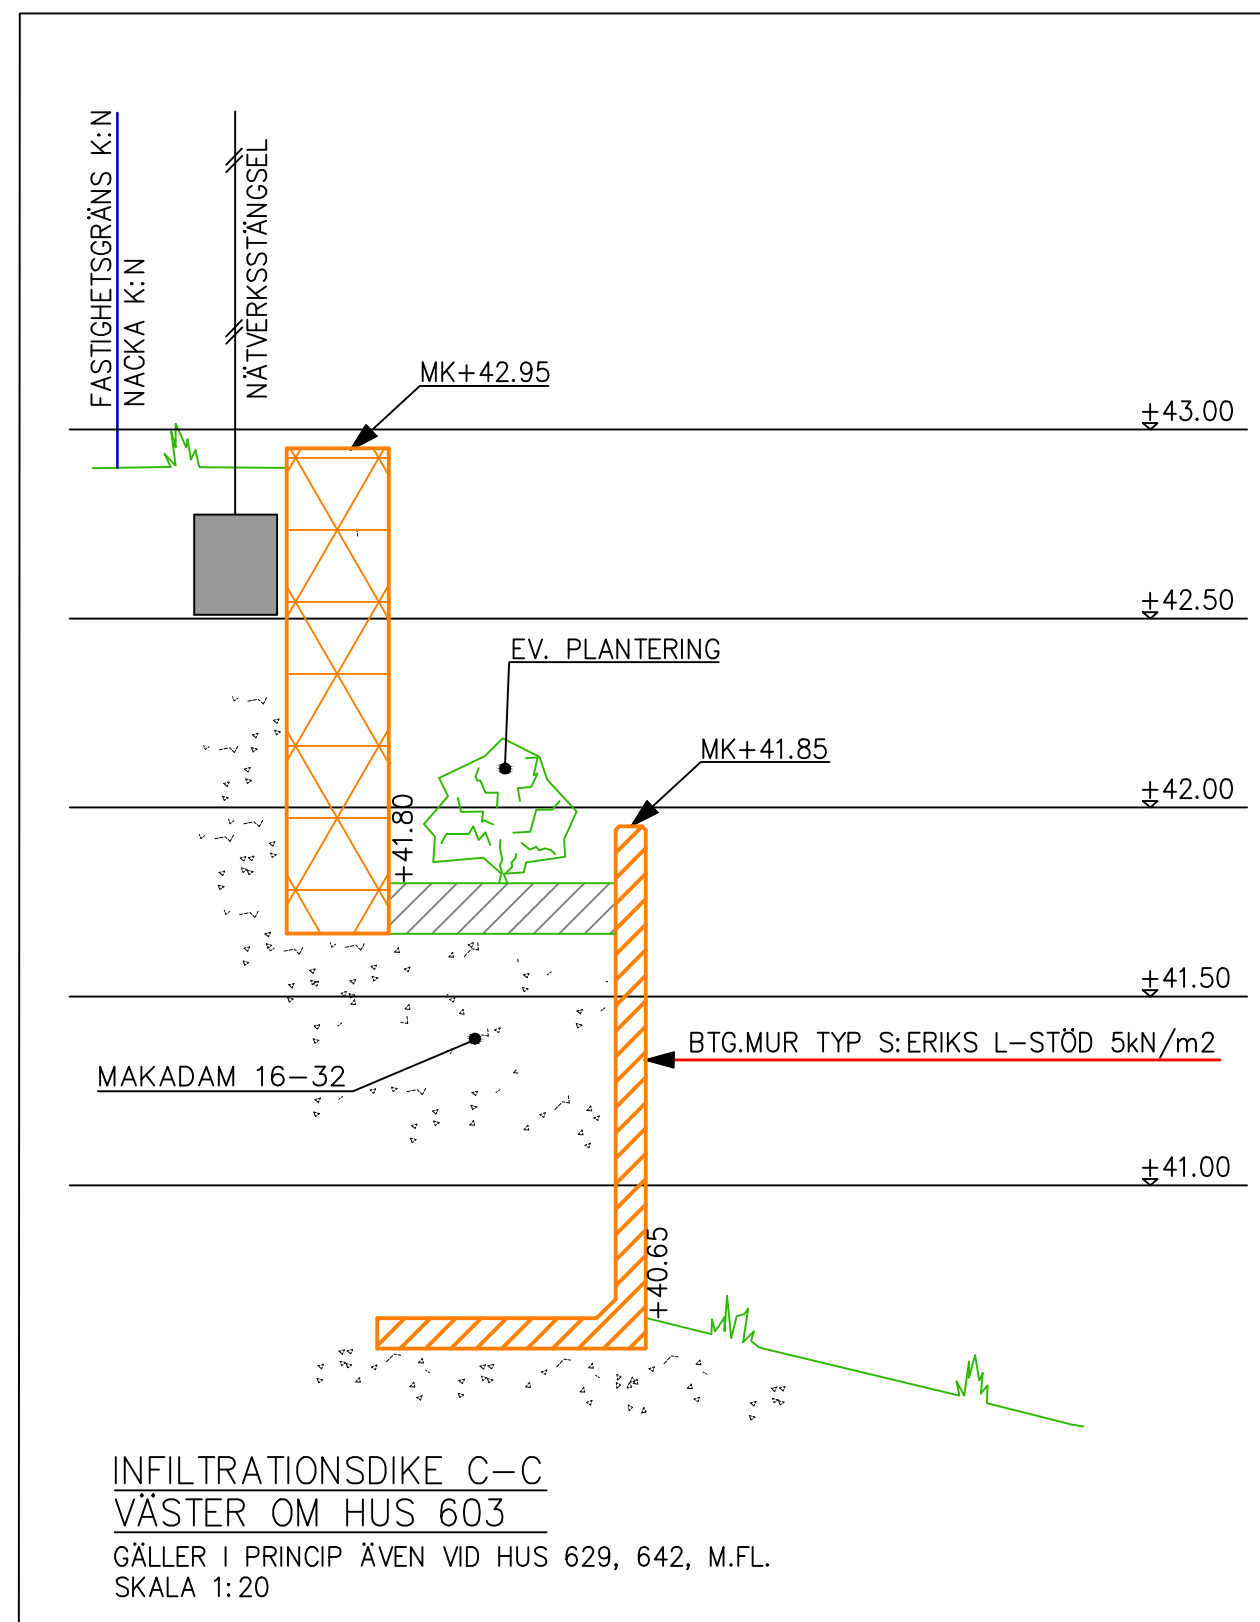 FASTIGHETSGRÄNS K:N
NACKA K:N
NÄTVERKSSTÄNGSEL
MK+42.95
+43.00
+42.50
EV. PLANTERING
MK+41.85
+42.00
+41.80
+41.50
BTG.MUR TYP S:ERIKS L-STÖD 5kN/m2
MAKADAM 16-32
+41.00
+40.65
INFILTRATIONSDIKE C-C
VÄSTER OM HUS 603
GÄLLER I PRINCIP ÄVEN VID HUS 629, 642, M.FL.
SKALA 1:20